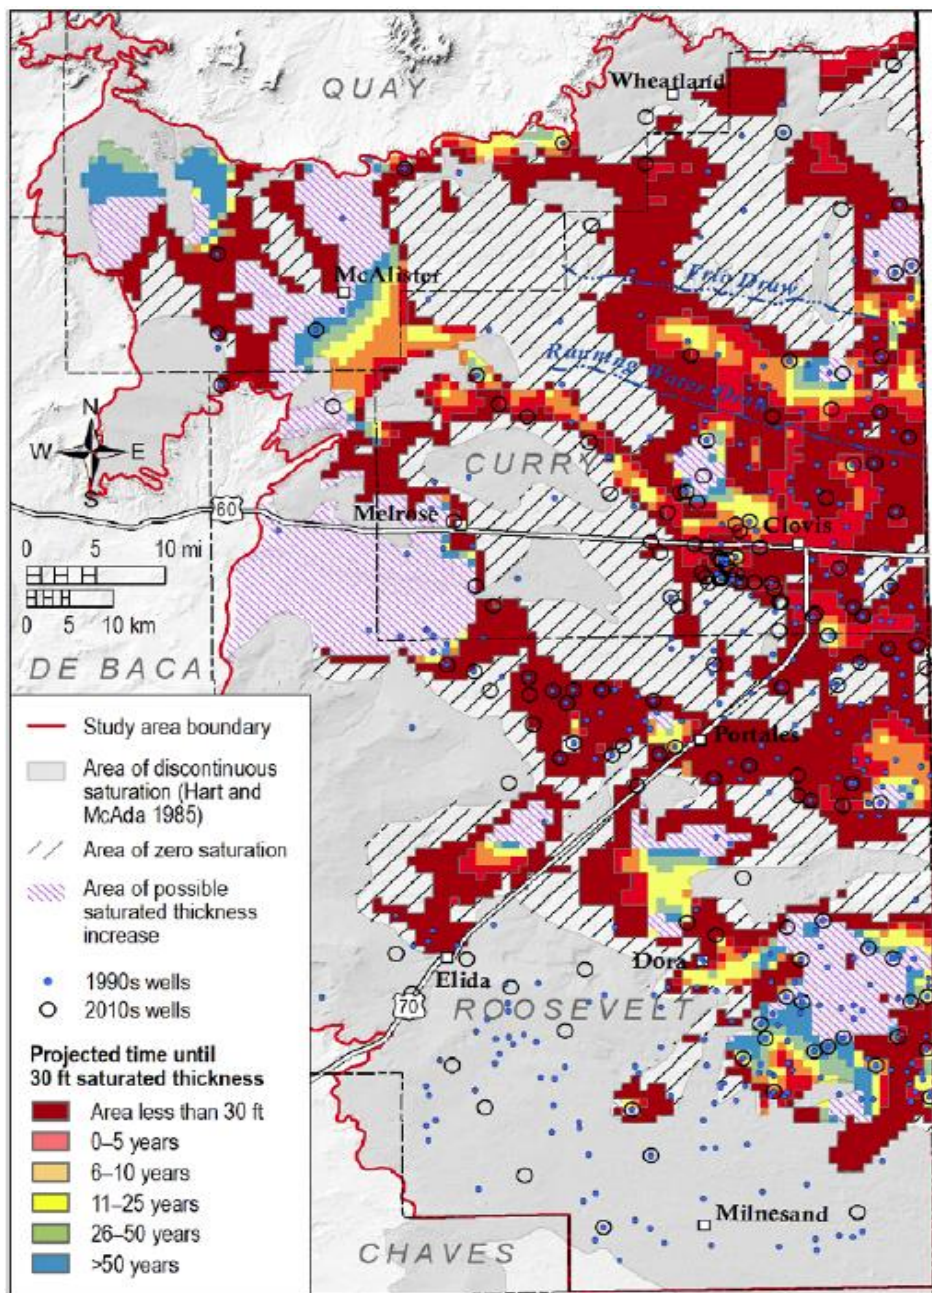 QUAY
Wheatland
McAlister
Frio Draw
Running Water Draw
N
W
E
S
CURRY
60
Melrose
Clovis
0 5 10 mi
0 5 10 km
DE BACA
Portales
Study area boundary
Area of discontinuous
saturation (Hart and
McAda 1985)
Area of zero saturation
Area of possible
saturated thickness
increase
1990s wells
2010s wells
Projected time until
30 ft saturated thickness
Area less than 30 ft
0–5 years
6–10 years
11–25 years
26–50 years
>50 years
Elida
Dora
70
ROOSEVELT
Milnesand
CHAVES